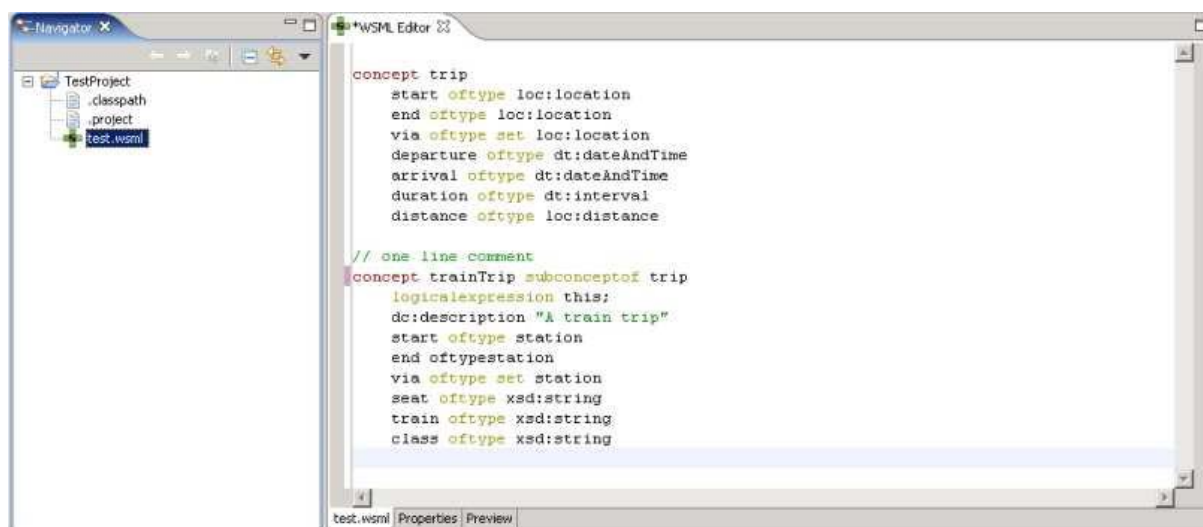 Navigator
TestProject
.classpath
.project
test.wsml
*WSML Editor
concept trip
start oftype loc:location
end oftype loc:location
via oftype set loc:location
departure oftype dt:dateAndTime
arrival oftype dt:dateAndTime
duration oftype dt:interval
distance oftype loc:distance
// one line comment
concept trainTrip subconceptof trip
logicalexpression this;
dc:description "A train trip"
start oftype station
end oftypestation
via oftype set station
seat oftype xsd:string
train oftype xsd:string
class oftype xsd:string
test.wsml Properties Preview